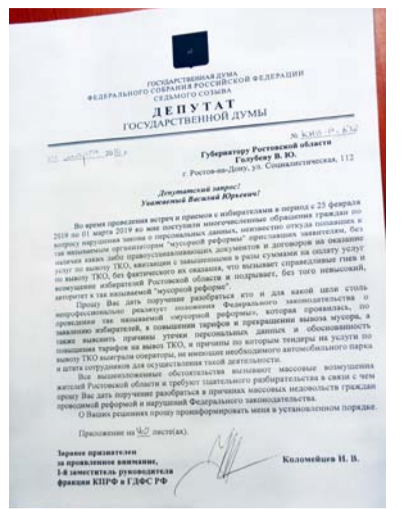 ГОСУДАРСТВЕННАЯ ДУМА
ФЕДЕРАЛЬНОГО СОБРАНИЯ РОССИЙСКОЙ ФЕДЕРАЦИИ
СЕДЬМОГО СОЗЫВА
ДЕПУТАТ
ГОСУДАРСТВЕННОЙ ДУМЫ
№
Губернатору Ростовской области
Голубеву В. Ю.
г. Ростов-на-Дону, ул. Социалистическая, 112
Депутатский запрос!
Уважаемый Василий Юрьевич!
Во время проведения встреч и приемов с избирателями в период с 25 февраля
2019 по 01 марта 2019 ко мне поступили многочисленные обращения граждан по
вопросу нарушения закона о персональных данных, неизвестно откуда попавших к
так называемым организаторам "мусорной реформы" приславших заявителям, без
наличия каких либо правоустанавливающих документов и договоров на оказание
услуг по вывозу ТКО, квитанции с завышенными в разы суммами на оплату услуг
по вывозу ТКО, без фактического их оказания, что вызывает справедливые гнев и
возмущение избирателей Ростовской области и подрывает, без того невысокий,
авторитет и так называемой "мусорной реформе".
Прошу Вас дать поручение разобраться кто и для какой цели столь
непрофессионально реализует положения Федерального законодательства о
проведении так называемой «мусорной реформы», которая проявилась, по
заявлению избирателей, в повышении тарифов и прекращении вывоза мусора, а
также выяснить причины утечки персональных данных и обоснованность
повышения тарифов на вывоз ТКО, и причины по которым тендеры на услуги по
вывозу ТКО выиграли операторы, не имеющие необходимого автомобильного парка
и штата сотрудников для осуществления такой деятельности.
Все вышеизложенные обстоятельства вызывают массовые возмущения
жителей Ростовской области и требуют тщательного разбирательства в связи с чем
прошу Вас дать поручение разобраться в причинах массовых недовольств граждан
проводимой реформой и нарушений Федерального законодательства.
О Ваших решениях прошу проинформировать меня в установленном порядке.
Приложение на 40 листе(ах).
Заранее признателен
за проявленное внимание,
1-й заместитель руководителя
фракции КПРФ в ГДФС РФ
Коломейцев Н. В.